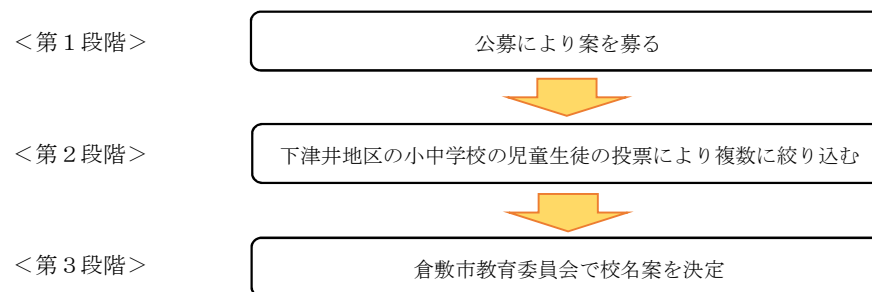 <第1段階>
公募により案を募る
<第2段階>
下津井地区の小中学校の児童生徒の投票により複数に絞り込む
<第3段階>
倉敷市教育委員会で校名案を決定